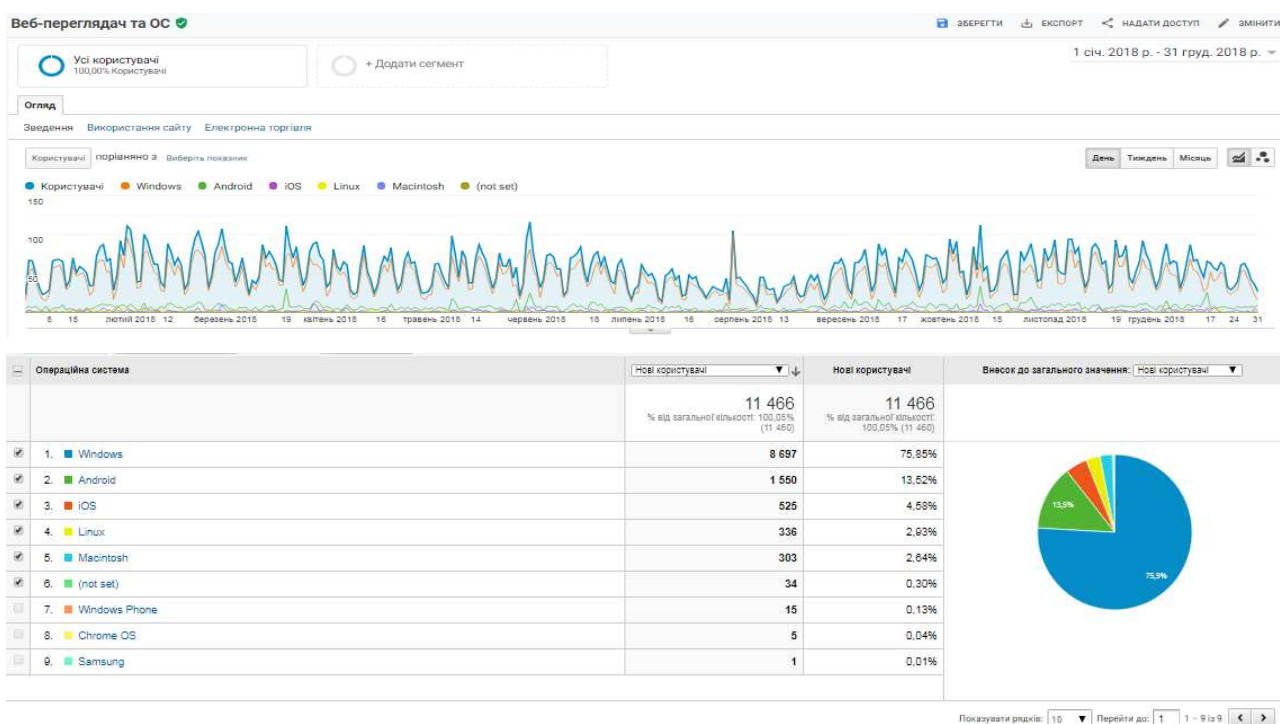 Веб-переглядач та ОС
ЗБЕРЕГТИ ЕКСПОРТ НАДАТИ ДОСТУП ЗМІНИТИ
Усі користувачі
100,00% Користувачі
+ Додати сегмент
1 січ. 2018 р. - 31 груд. 2018 р.
Огляд
Зведення Використання сайту Електронна торгівля
Користувачі порівняно з Виберіть показник
День Тиждень Місяць
Користувачі Windows Android iOS Linux Macintosh (not set)
150
100
50
8 15 лютий 2018 12 березень 2018 19 квітень 2018 16 травень 2018 14 червень 2018 18 липень 2018 16 серпень 2018 13 вересень 2018 17 жовтень 2018 15 листопад 2018 19 грудень 2018 17 24 31
Операційна система Нові користувачі Нові користувачі Внесок до загального значення: Нові користувачі
11 466 11 466
% від загальної кількості: 100,05% % від загальної кількості:
(11 460) 100,05% (11 460)
1. Windows 8 697 75,85%
2. Android 1 550 13,52%
3. iOS 525 4,58%
4. Linux 336 2,93%
5. Macintosh 303 2,64%
6. (not set) 34 0,30%
7. Windows Phone 15 0,13%
8. Chrome OS 5 0,04%
9. Samsung 1 0,01%
13,5%
75,9%
Показувати рядків: 10 Перейти до: 1 1 – 9 із 9